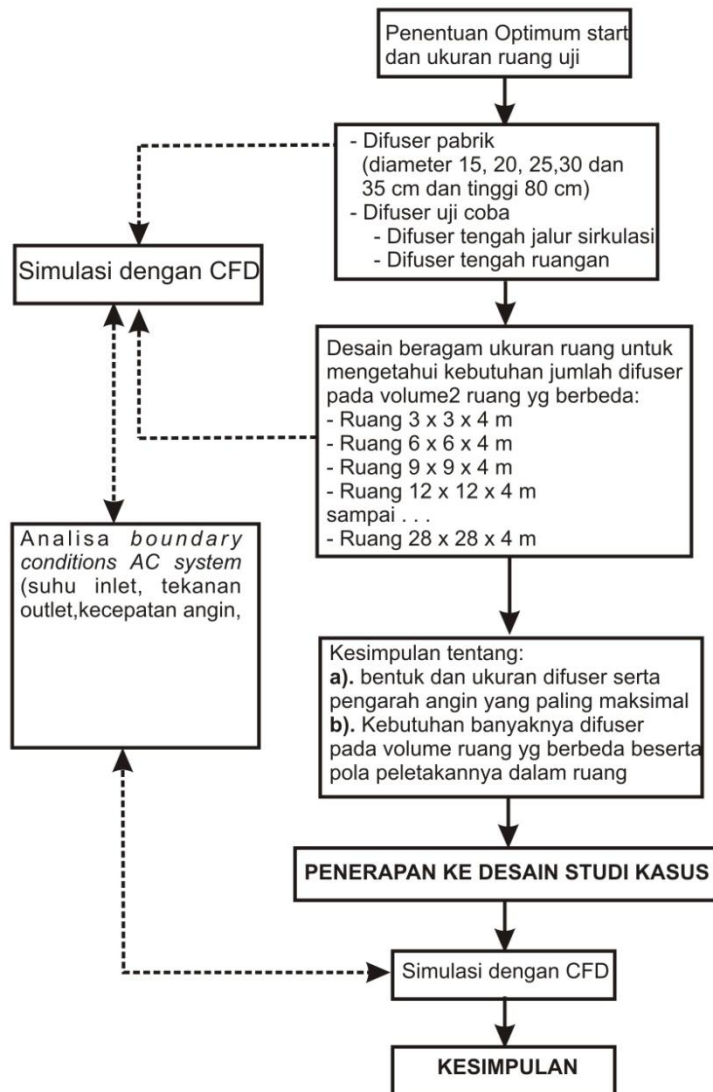 Penentuan Optimum start
dan ukuran ruang uji
- Difuser pabrik
(diameter 15, 20, 25,30 dan
35 cm dan tinggi 80 cm)
- Difuser uji coba
- Difuser tengah jalur sirkulasi
- Difuser tengah ruangan
Simulasi dengan CFD
Desain beragam ukuran ruang untuk
mengetahui kebutuhan jumlah difuser
pada volume2 ruang yg berbeda:
- Ruang 3 x 3 x 4 m
- Ruang 6 x 6 x 4 m
- Ruang 9 x 9 x 4 m
- Ruang 12 x 12 x 4 m
sampai . . .
- Ruang 28 x 28 x 4 m
Analisa boundary
conditions AC system
(suhu inlet, tekanan
outlet,kecepatan angin,
Kesimpulan tentang:
a). bentuk dan ukuran difuser serta
pengarah angin yang paling maksimal
b). Kebutuhan banyaknya difuser
pada volume ruang yg berbeda beserta
pola peletakannya dalam ruang
PENERAPAN KE DESAIN STUDI KASUS
Simulasi dengan CFD
KESIMPULAN